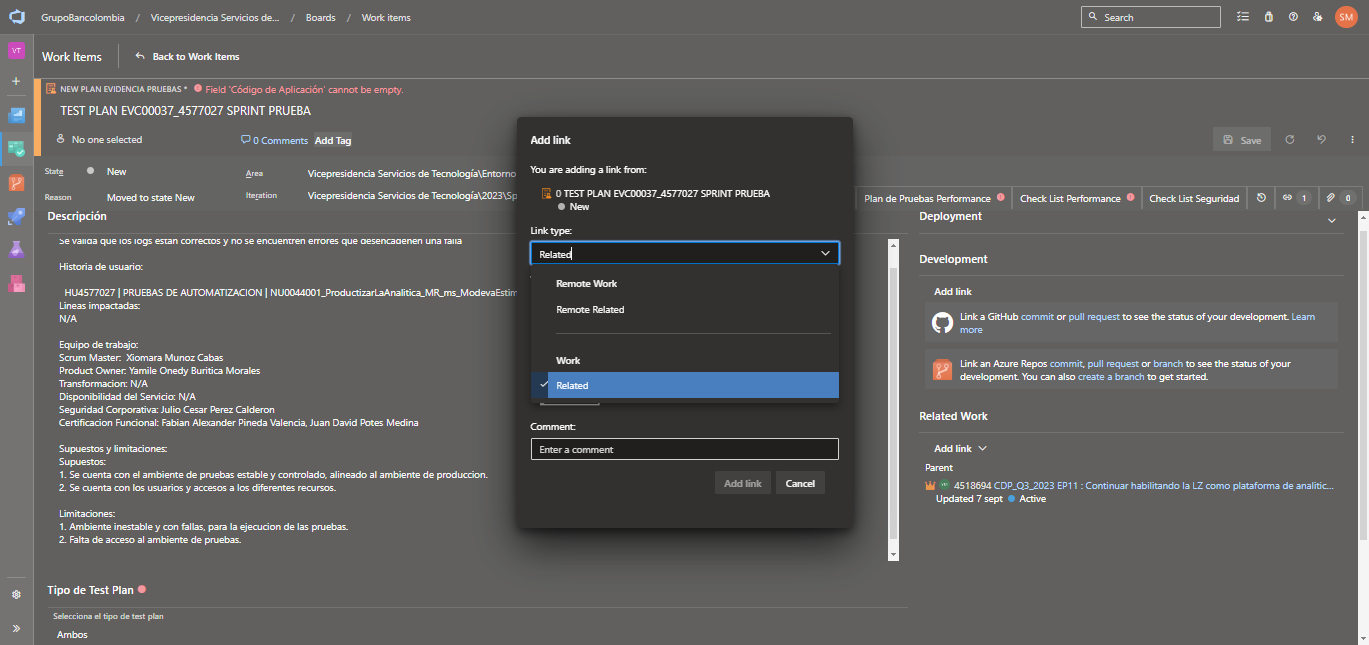 GrupoBancolombia / Vicepresidencia Servicios de... / Boards / Work items
Search
SM
VT
Work Items
Back to Work Items
NEW PLAN EVIDENCIA PRUEBAS * Field 'Código de Aplicación' cannot be empty.
TEST PLAN EVC00037_4577027 SPRINT PRUEBA
No one selected
0 Comments
Add Tag
Save
State
New
Area
Vicepresidencia Servicios de Tecnología\Entorno
Reason
Moved to state New
Iteration
Vicepresidencia Servicios de Tecnología\2023\Sp
Plan de Pruebas Performance
Check List Performance
Check List Seguridad
1
0
Descripción
Se valida que los logs estan correctos y no se encuentren errores que desencadenen una falla
Historia de usuario:
HU4577027 | PRUEBAS DE AUTOMATIZACION | NU0044001_ProductizarLaAnalitica_MR_ms_ModevaEstim
Lineas impactadas:
N/A
Equipo de trabajo:
Scrum Master: Xiomara Munoz Cabas
Product Owner: Yamile Onedy Buritica Morales
Transformacion: N/A
Disponibilidad del Servicio: N/A
Seguridad Corporativa: Julio Cesar Perez Calderon
Certificacion Funcional: Fabian Alexander Pineda Valencia, Juan David Potes Medina
Supuestos y limitaciones:
Supuestos:
1. Se cuenta con el ambiente de pruebas estable y controlado, alineado al ambiente de produccion.
2. Se cuenta con los usuarios y accesos a los diferentes recursos.
Limitaciones:
1. Ambiente inestable y con fallas, para la ejecucion de las pruebas.
2. Falta de acceso al ambiente de pruebas.
Tipo de Test Plan
Selecciona el tipo de test plan
Ambos
Add link
You are adding a link from:
0 TEST PLAN EVC00037_4577027 SPRINT PRUEBA
New
Link type:
Related
Remote Work
Remote Related
Work
Related
Comment:
Enter a comment
Add link
Cancel
Deployment
Development
Add link
Link a GitHub commit or pull request to see the status of your development. Learn
more
Link an Azure Repos commit, pull request or branch to see the status of your
development. You can also create a branch to get started.
Related Work
Add link
Parent
4518694 CDP_Q3_2023 EP11 : Continuar habilitando la LZ como plataforma de analitic...
Updated 7 sept Active